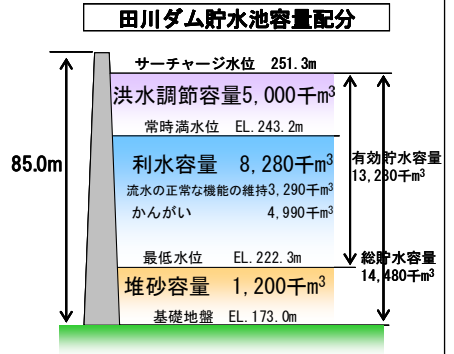 田川ダム貯水池容量配分
サーチャージ水位 251.3m
洪水調節容量5,000千m³
常時満水位 EL.243.2m
85.0m
利水容量 8,280千m³
流水の正常な機能の維持3,290千m³
かんがい 4,990千m³
有効貯水容量
13,280千m³
最低水位 EL.222.3m
総貯水容量
14,480千m³
堆砂容量 1,200千m³
基礎地盤 EL.173.0m